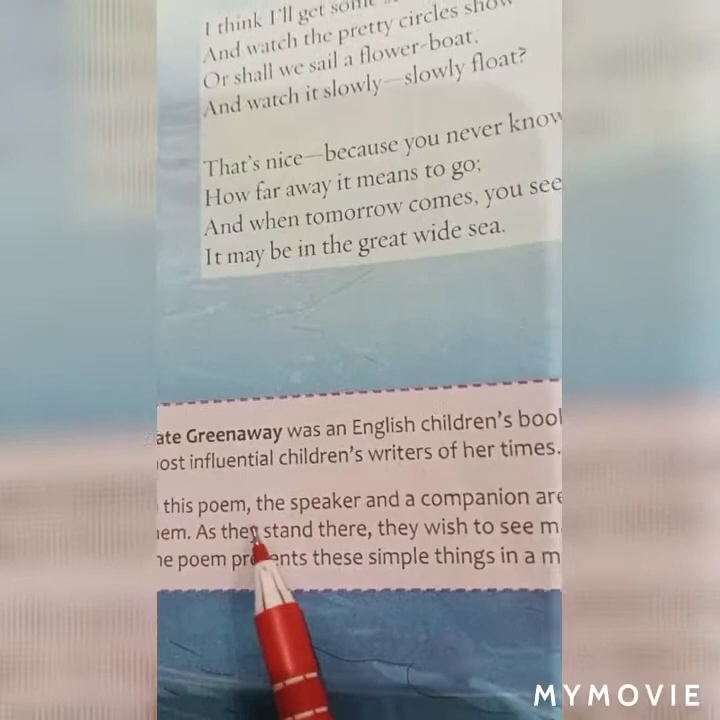 I think I'll get some
And watch the pretty circles show
Or shall we sail a flower-boat,
And watch it slowly—slowly float?
That's nice—because you never know
How far away it means to go;
And when tomorrow comes, you see
It may be in the great wide sea.
ate Greenaway was an English children's book
ost influential children's writers of her times.
this poem, the speaker and a companion are
em. As they stand there, they wish to see m
he poem presents these simple things in a m
MYMOVIE